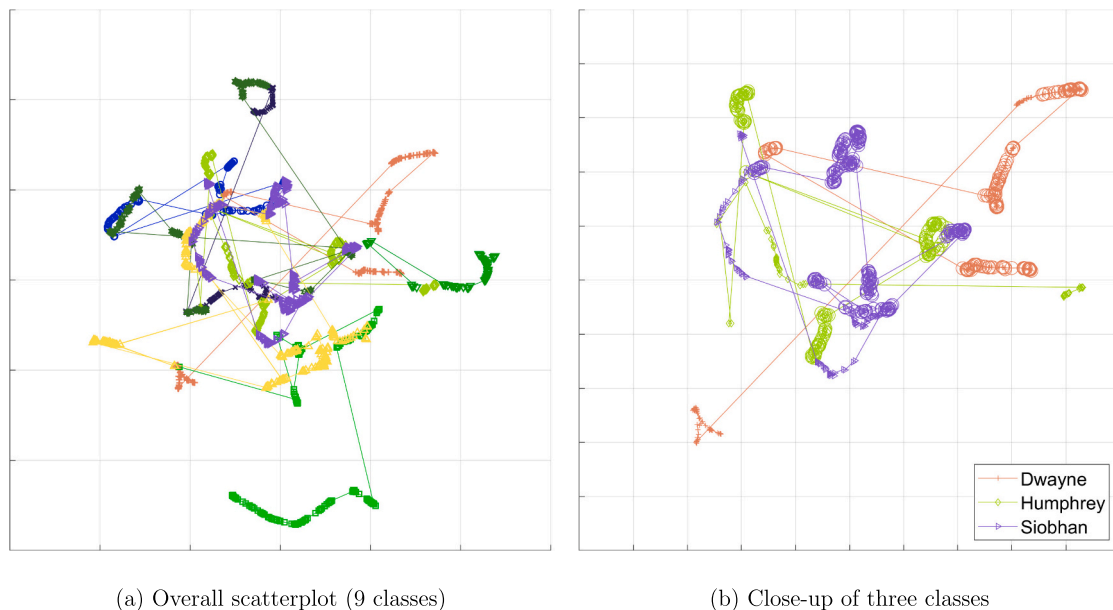 Dwayne
Humphrey
Siobhan
(a) Overall scatterplot (9 classes)
(b) Close-up of three classes